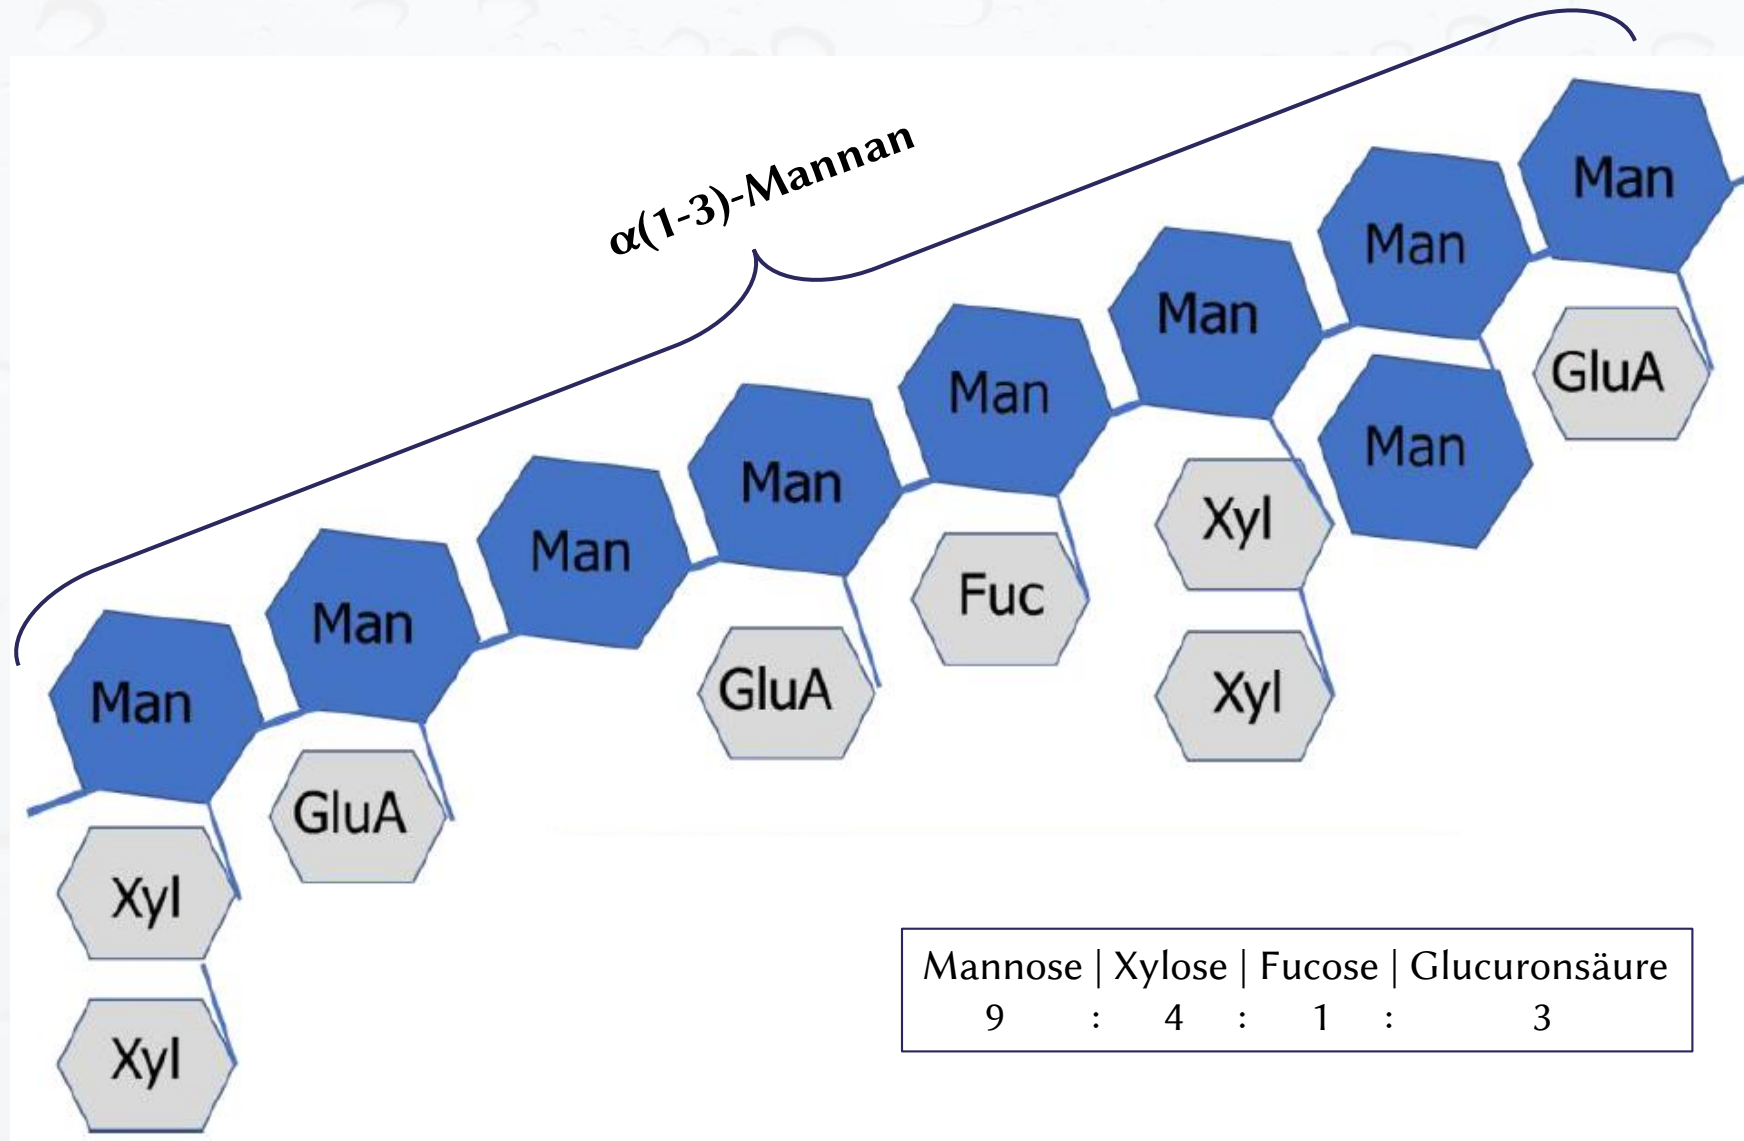 α(1-3)-Mannan
Man
Man
Man
Man
Man
Man
Man
Man
Man
GluA
Xyl
Fuc
Xyl
GluA
GluA
Xyl
Xyl
Mannose | Xylose | Fucose | Glucuronsäure
9 : 4 : 1 : 3